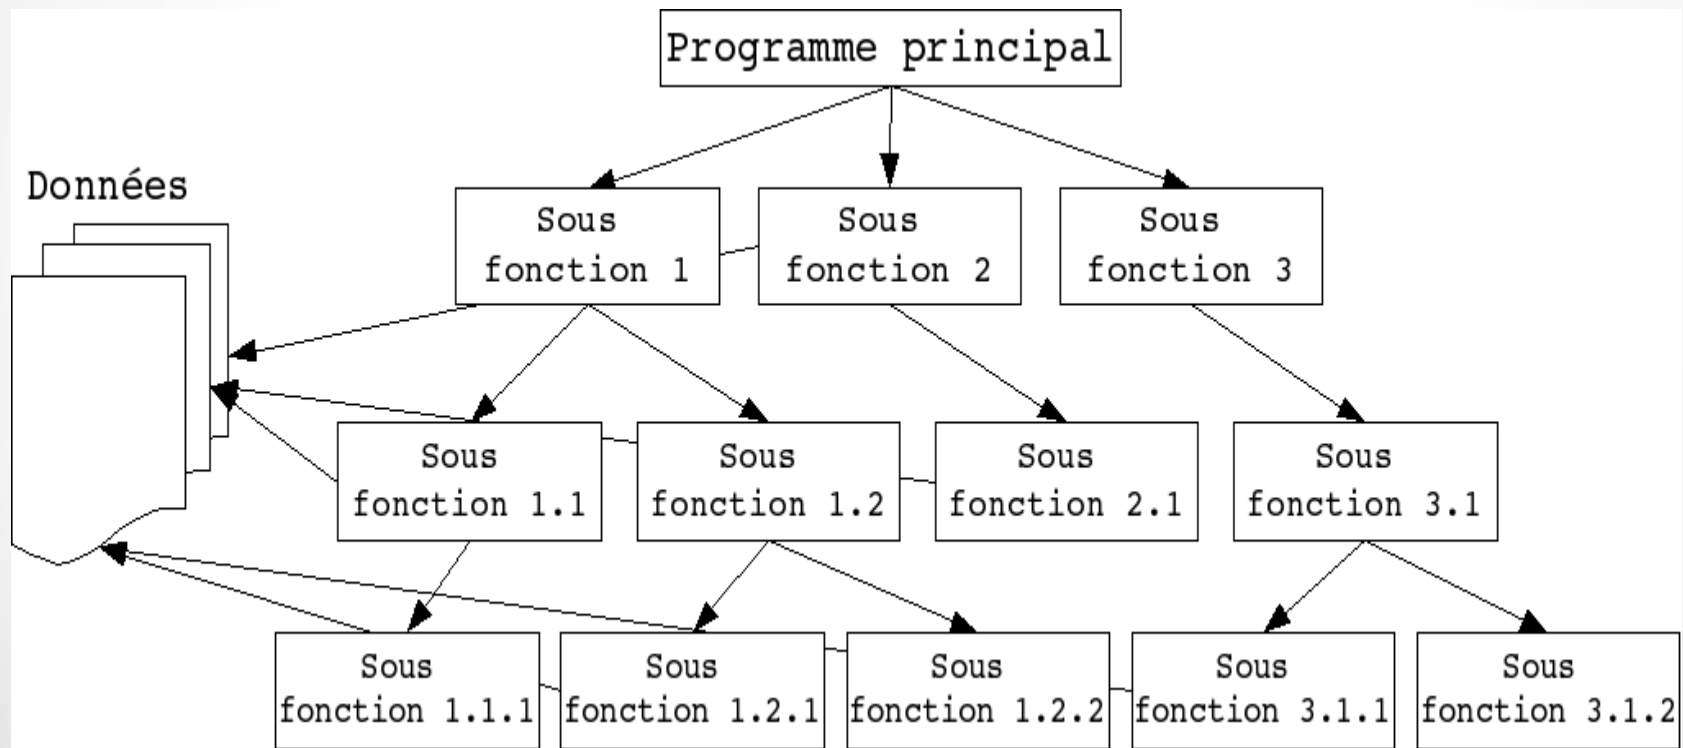 Programme principal
Données
Sous
fonction 1
Sous
fonction 2
Sous
fonction 3
Sous
fonction 1.1
Sous
fonction 1.2
Sous
fonction 2.1
Sous
fonction 3.1
Sous
fonction 1.1.1
Sous
fonction 1.2.1
Sous
fonction 1.2.2
Sous
fonction 3.1.1
Sous
fonction 3.1.2